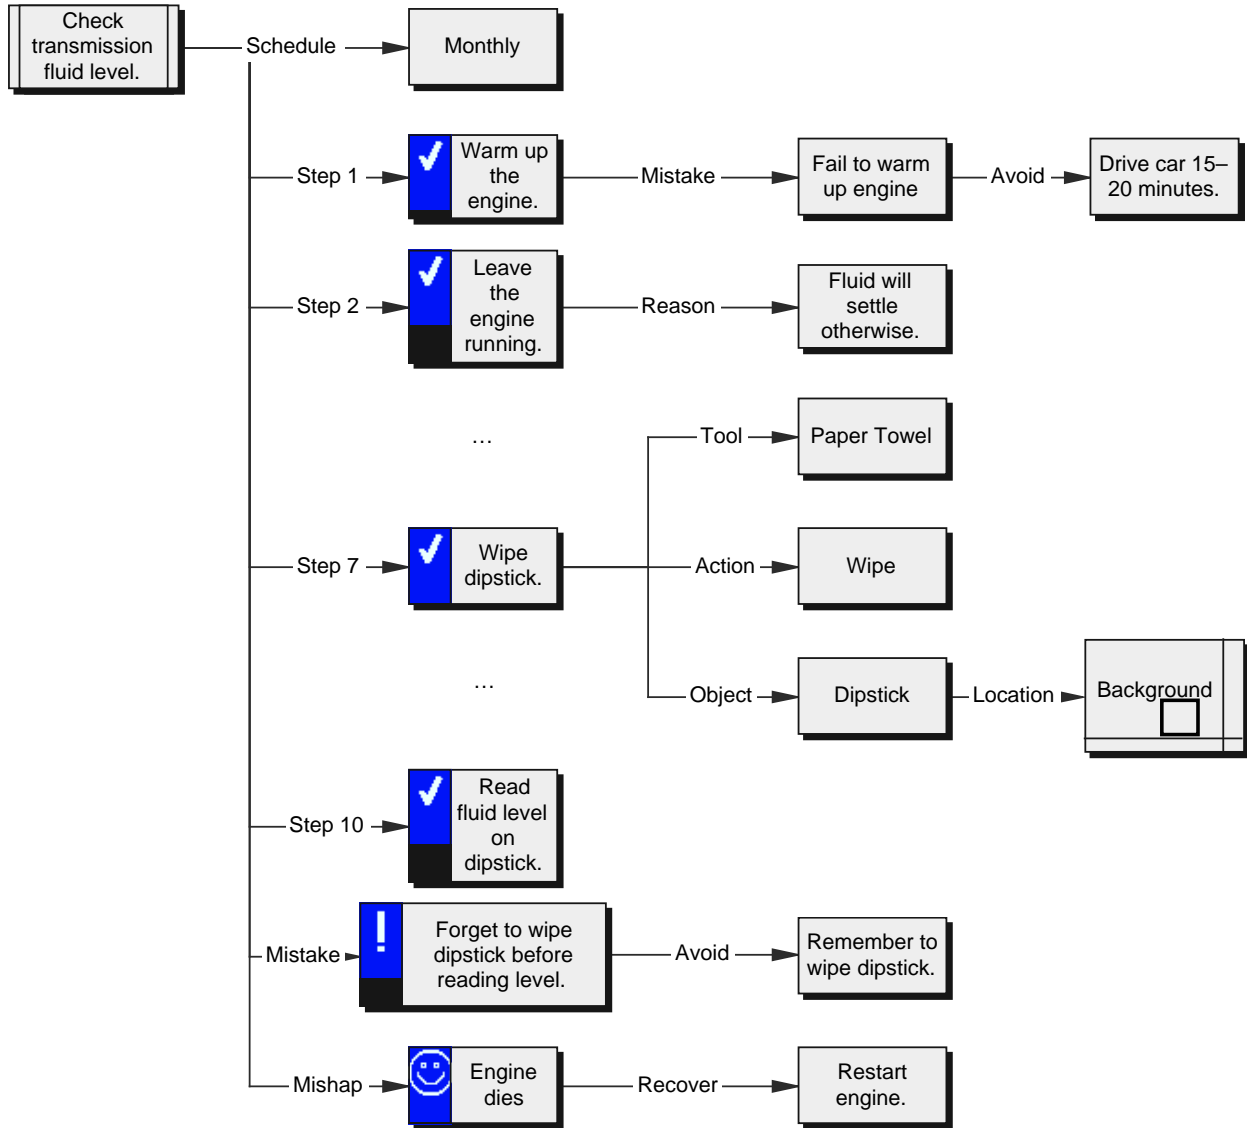 Check
transmission
fluid level.
Schedule
Monthly
Step 1
Warm up
the
engine.
Mistake
Fail to warm
up engine
Avoid
Drive car 15–
20 minutes.
Step 2
Leave
the
engine
running.
Reason
Fluid will
settle
otherwise.
...
Tool
Paper Towel
Step 7
Wipe
dipstick.
Action
Wipe
...
Object
Dipstick
Location
Background
Step 10
Read
fluid level
on
dipstick.
Mistake
!
Forget to wipe
dipstick before
reading level.
Avoid
Remember to
wipe dipstick.
Mishap
Engine
dies
Recover
Restart
engine.